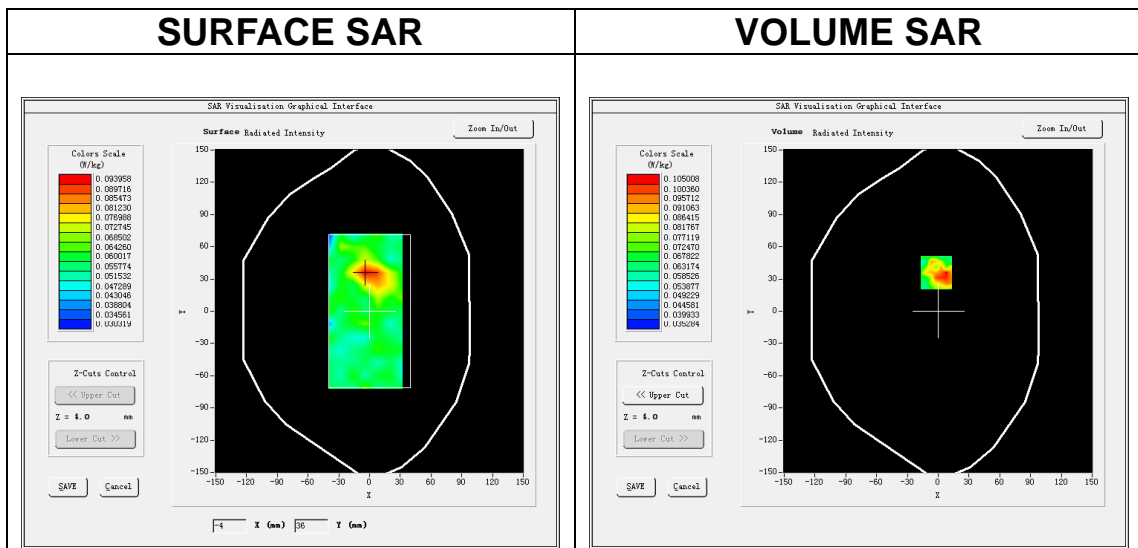 SURFACE SAR
SAR Visualisation Graphical Interface
Surface Radiated Intensity
Zoom In/Out
Colors Scale
(W/kg)
0.093958
0.089716
0.085473
0.081230
0.076988
0.072745
0.068502
0.064260
0.060017
0.055774
0.051532
0.047289
0.043046
0.038804
0.034561
0.030319
Z-Cuts Control
<< Upper Cut
Z = 4.0 mm
Lower Cut >>
SAVE
Cancel
150
120
90
60
30
0
-30
-60
-90
-120
-150
Y
-150 -120 -90 -60 -30 0 30 60 90 120 150
X
-4 X (mm) 36 Y (mm)
VOLUME SAR
SAR Visualisation Graphical Interface
Volume Radiated Intensity
Zoom In/Out
Colors Scale
(W/kg)
0.105008
0.100360
0.095712
0.091063
0.086415
0.081767
0.077119
0.072470
0.067822
0.063174
0.058526
0.053877
0.049229
0.044581
0.039933
0.035284
Z-Cuts Control
<< Upper Cut
Z = 4.0 mm
Lower Cut >>
SAVE
Cancel
150
120
90
60
30
0
-30
-60
-90
-120
-150
Y
-150 -120 -90 -60 -30 0 30 60 90 120 150
X